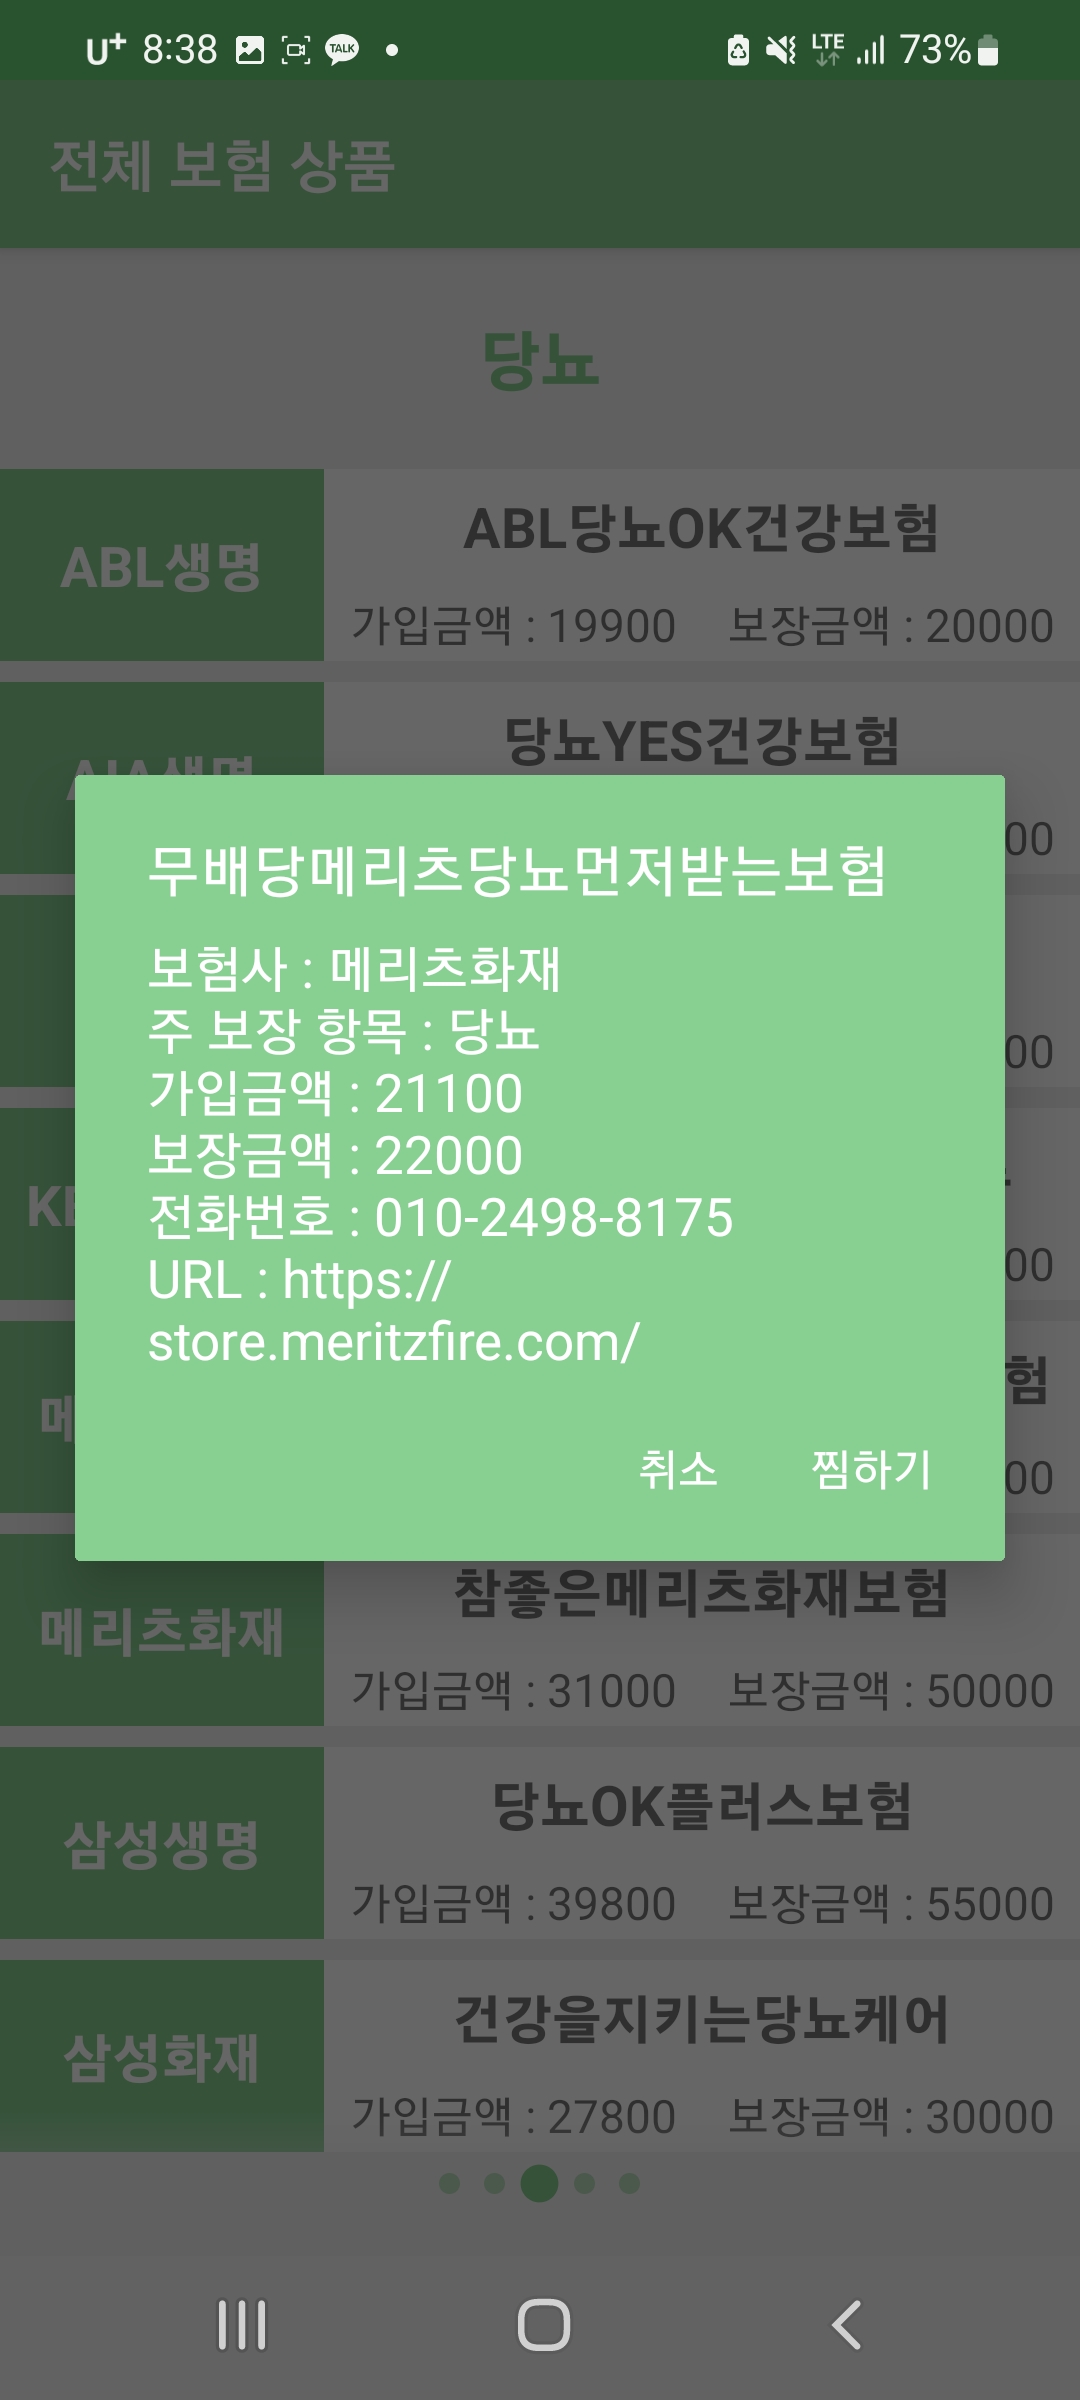 U+ 8:38 TALK LTE 73%
전체 보험 상품
당뇨
ABL생명
ABL당뇨OK건강보험
가입금액 : 19900 보장금액 : 20000
당뇨YES건강보험
00
무배당메리츠당뇨먼저받는보험
보험사 : 메리츠화재
주 보장 항목 : 당뇨
가입금액 : 21100
보장금액 : 22000
전화번호 : 010-2498-8175
URL : https://
store.meritzfire.com/
취소 찜하기
00
00
험
00
메리츠화재
참좋은메리츠화재보험
가입금액 : 31000 보장금액 : 50000
삼성생명
당뇨OK플러스보험
가입금액 : 39800 보장금액 : 55000
삼성화재
건강을지키는당뇨케어
가입금액 : 27800 보장금액 : 30000